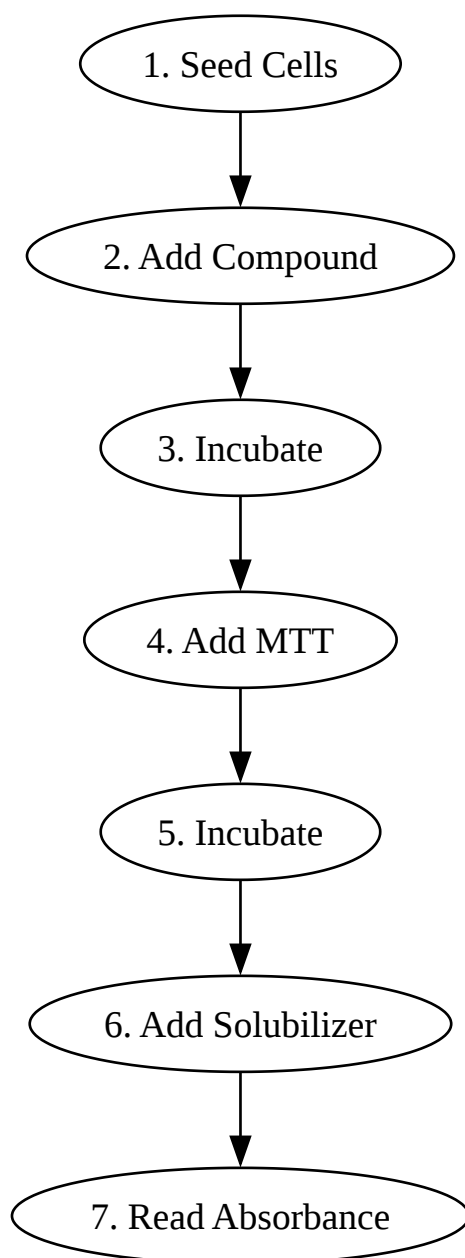 1. Seed Cells
2. Add Compound
3. Incubate
4. Add MTT
5. Incubate
6. Add Solubilizer
7. Read Absorbance